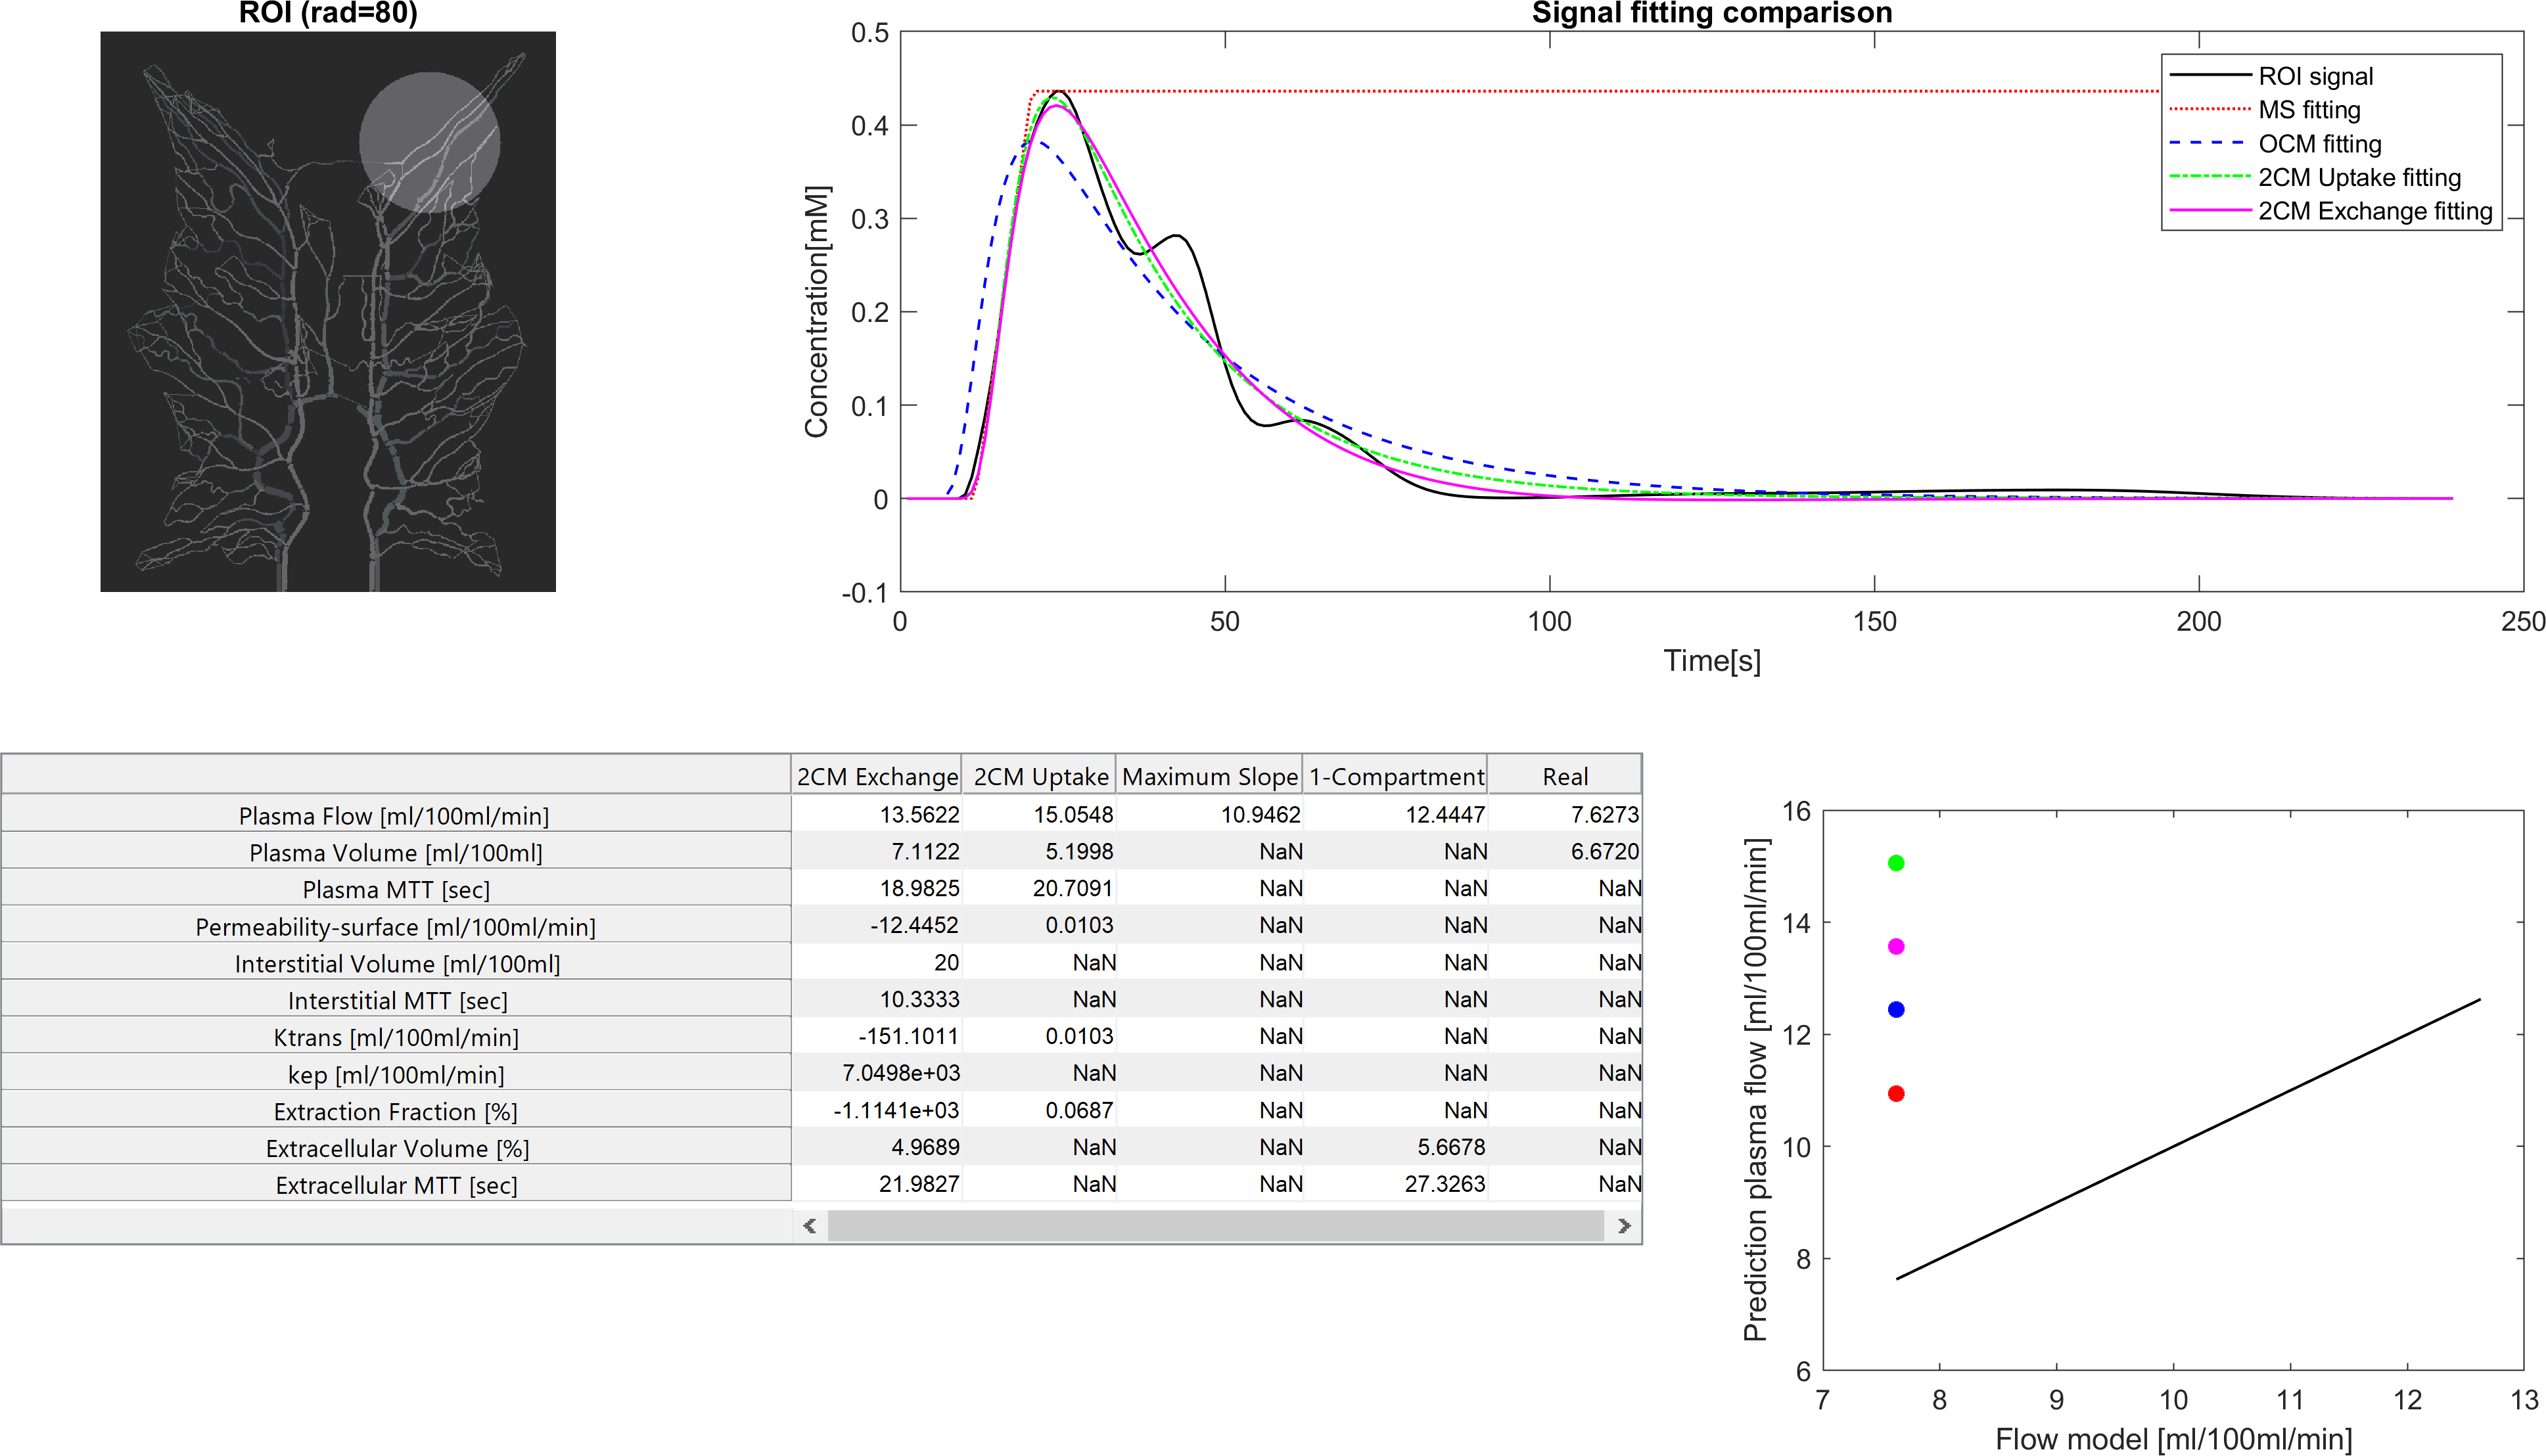 ROI (rad=80)
Signal fitting comparison
0.5
0.4
0.3
0.2
0.1
0
-0.1
Concentration[mM]
0 50 100 150 200 250
Time[s]
ROI signal
MS fitting
OCM fitting
2CM Uptake fitting
2CM Exchange fitting
2CM Exchange 2CM Uptake Maximum Slope 1-Compartment Real
Plasma Flow [ml/100ml/min] 13.5622 15.0548 10.9462 12.4447 7.6273
Plasma Volume [ml/100ml] 7.1122 5.1998 NaN NaN 6.6720
Plasma MTT [sec] 18.9825 20.7091 NaN NaN NaN
Permeability-surface [ml/100ml/min] -12.4452 0.0103 NaN NaN NaN
Interstitial Volume [ml/100ml] 20 NaN NaN NaN NaN
Interstitial MTT [sec] 10.3333 NaN NaN NaN NaN
Ktrans [ml/100ml/min] -151.1011 0.0103 NaN NaN NaN
kep [ml/100ml/min] 7.0498e+03 NaN NaN NaN NaN
Extraction Fraction [%] -1.1141e+03 0.0687 NaN NaN NaN
Extracellular Volume [%] 4.9689 NaN NaN 5.6678 NaN
Extracellular MTT [sec] 21.9827 NaN NaN 27.3263 NaN
16
14
12
10
8
6
Prediction plasma flow [ml/100ml/min]
7 8 9 10 11 12 13
Flow model [ml/100ml/min]